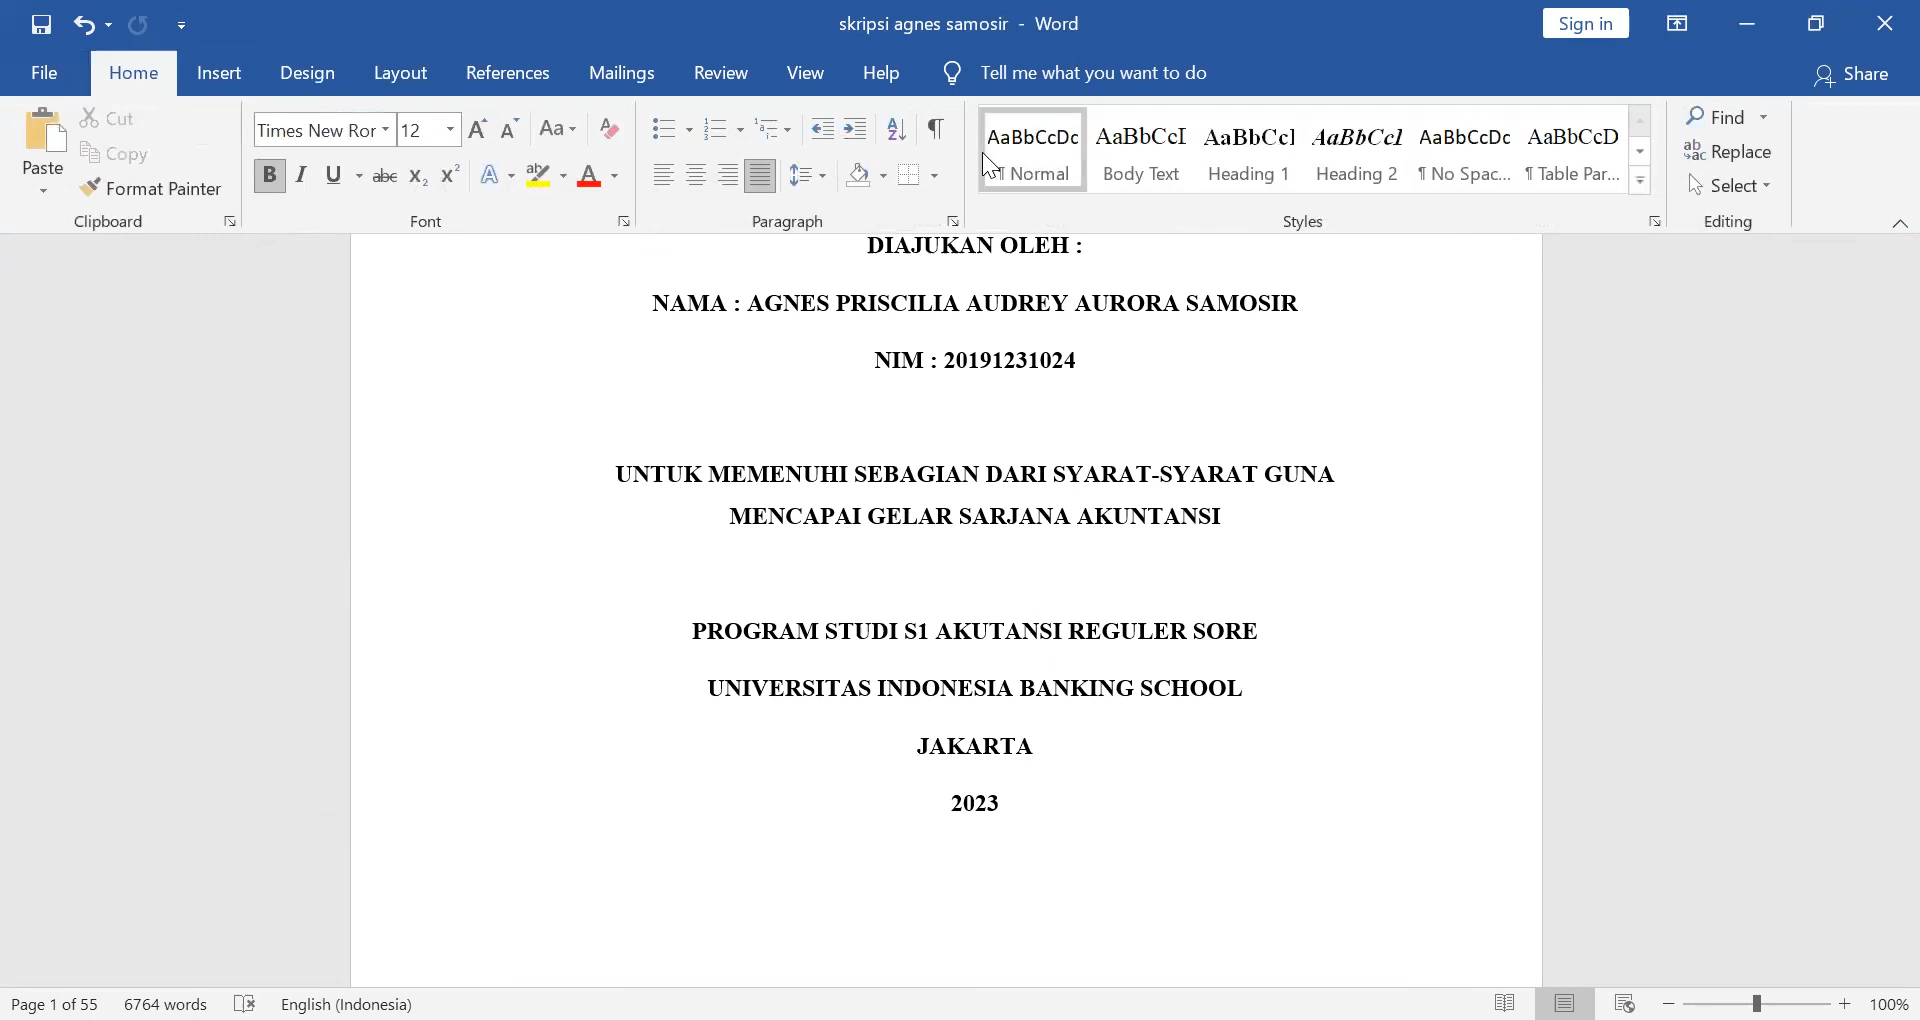 skripsi agnes samosir - Word
Sign in
File Home Insert Design Layout References Mailings Review View Help Tell me what you want to do Share
Paste
Cut
Copy
Format Painter
Clipboard
Times New Ror 12
Font
Paragraph
AaBbCcDc AaBbCcI AaBbCcl AaBbCcl AaBbCcDc AaBbCcD
¶ Normal Body Text Heading 1 Heading 2 ¶ No Spac... ¶ Table Par...
Styles
Find
Replace
Select
Editing
DIAJUKAN OLEH :
NAMA : AGNES PRISCILIA AUDREY AURORA SAMOSIR
NIM : 20191231024
UNTUK MEMENUHI SEBAGIAN DARI SYARAT-SYARAT GUNA
MENCAPAI GELAR SARJANA AKUNTANSI
PROGRAM STUDI S1 AKUTANSI REGULER SORE
UNIVERSITAS INDONESIA BANKING SCHOOL
JAKARTA
2023
Page 1 of 55 6764 words English (Indonesia) 100%